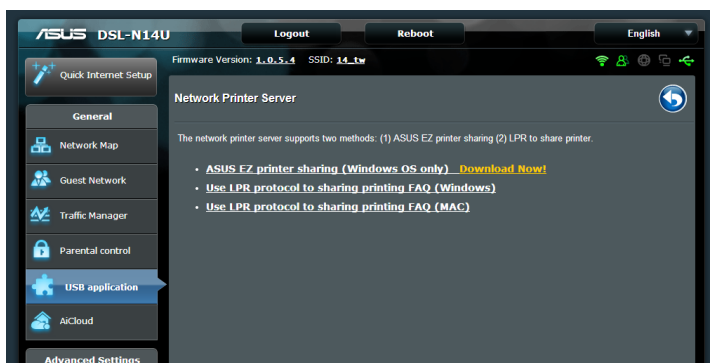 ASUS DSL-N14U Logout Reboot English
Firmware Version: 1.0.5.4 SSID: 14_tw
Quick Internet Setup
General
Network Map
Guest Network
Traffic Manager
Parental control
USB application
AiCloud
Advanced Settings
Network Printer Server
The network printer server supports two methods: (1) ASUS EZ printer sharing (2) LPR to share printer.
• ASUS EZ printer sharing (Windows OS only) Download Now!
• Use LPR protocol to sharing printing FAQ (Windows)
• Use LPR protocol to sharing printing FAQ (MAC)